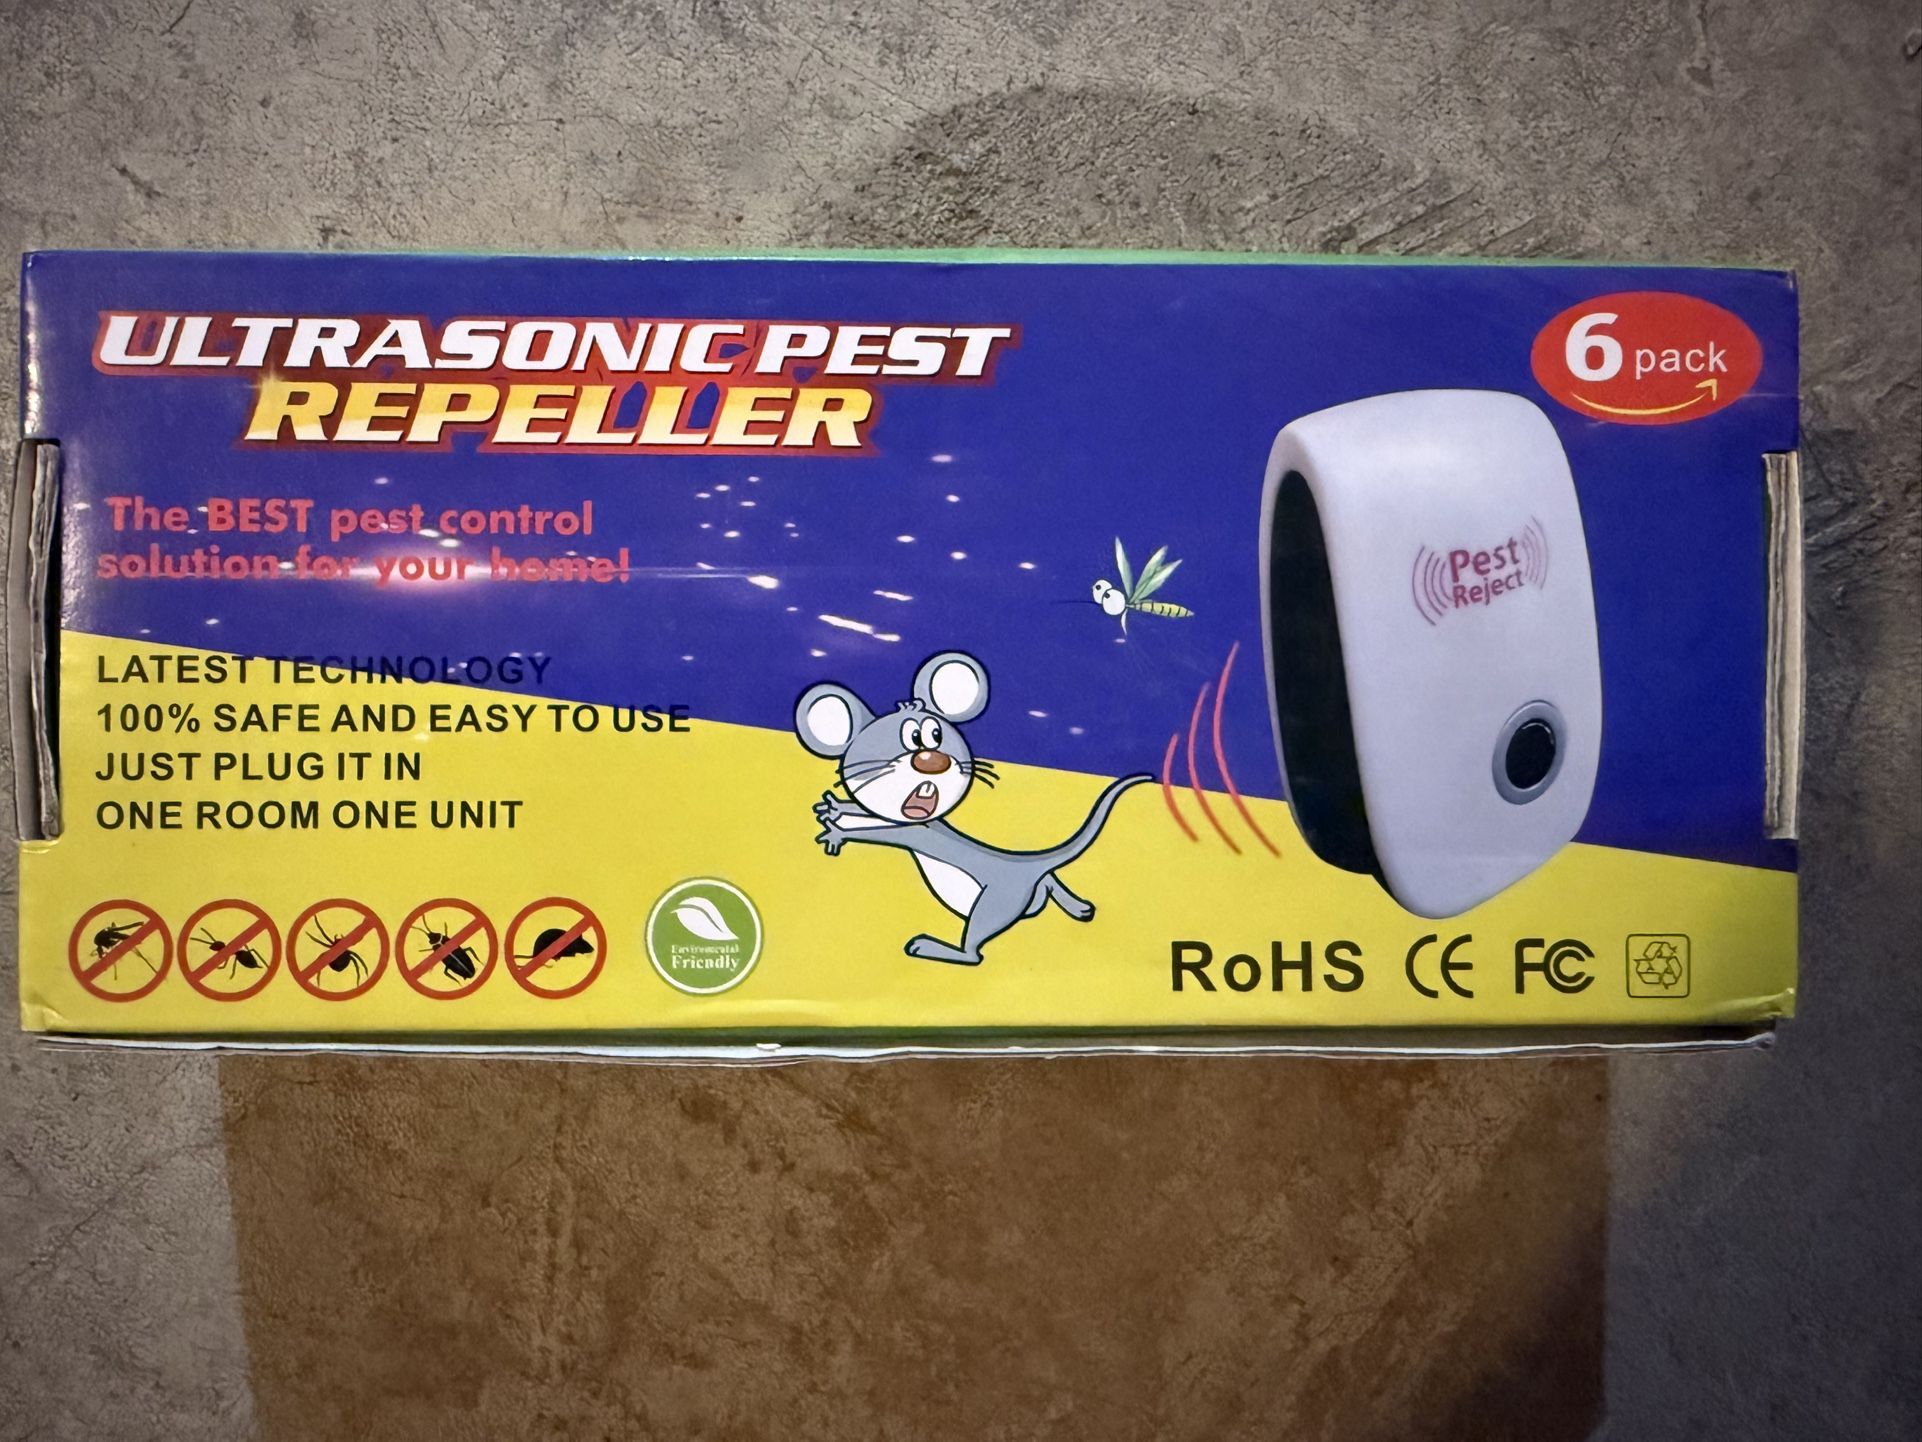 ULTRASONIC PEST
REPELLER
6 pack
The BEST pest control
solution for your home!
Pest
Reject
LATEST TECHNOLOGY
100% SAFE AND EASY TO USE
JUST PLUG IT IN
ONE ROOM ONE UNIT
Environmental
Friendly
RoHS CE FC